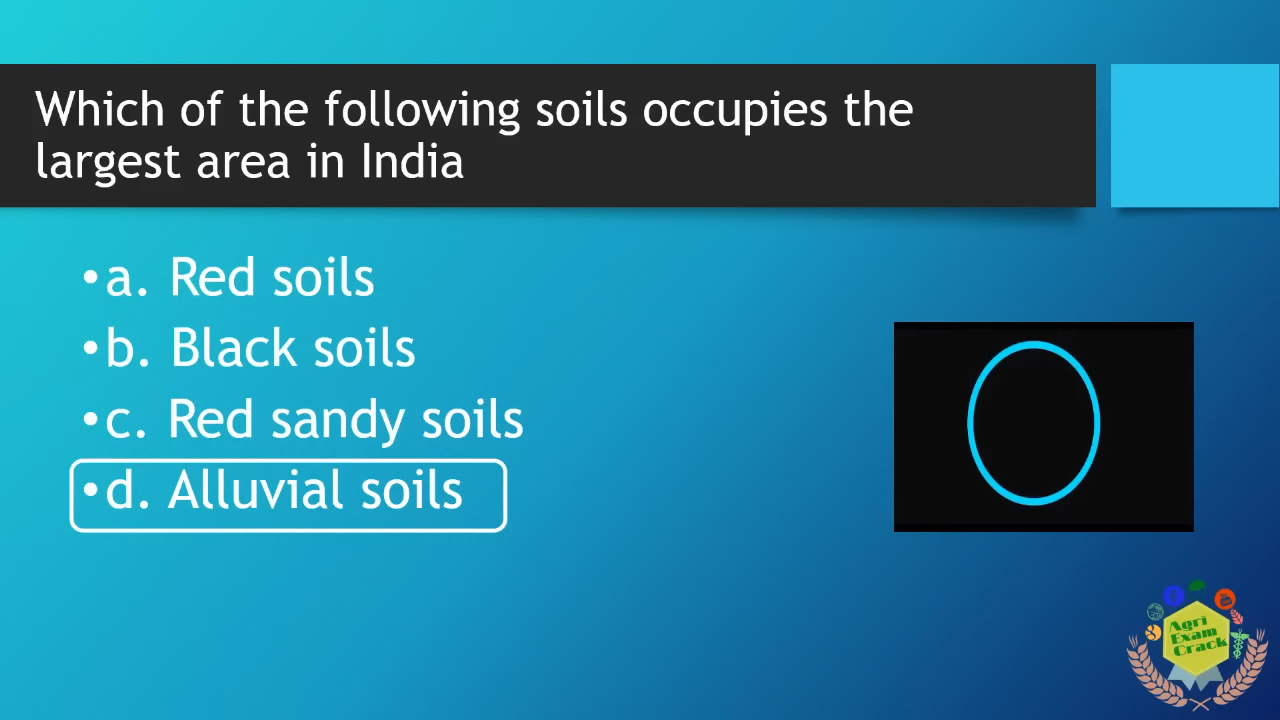 Which of the following soils occupies the
largest area in India
•a. Red soils
•b. Black soils
•c. Red sandy soils
•d. Alluvial soils
Agri
Exam
Crack